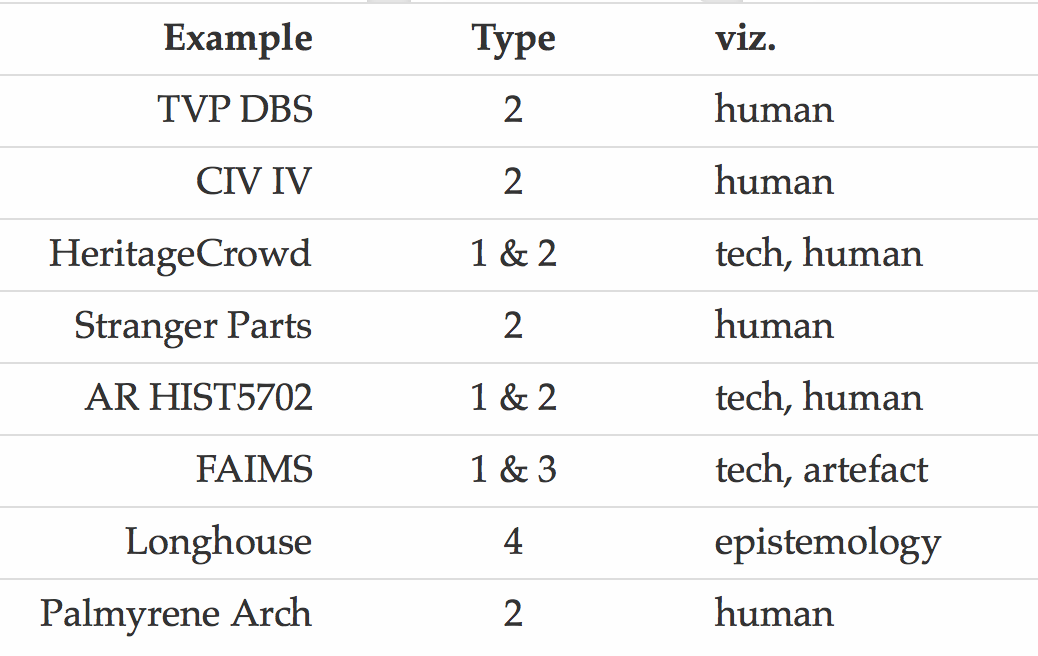 Example Type viz.
TVP DBS 2 human
CIV IV 2 human
HeritageCrowd 1 & 2 tech, human
Stranger Parts 2 human
AR HIST5702 1 & 2 tech, human
FAIMS 1 & 3 tech, artefact
Longhouse 4 epistemology
Palmyrene Arch 2 human